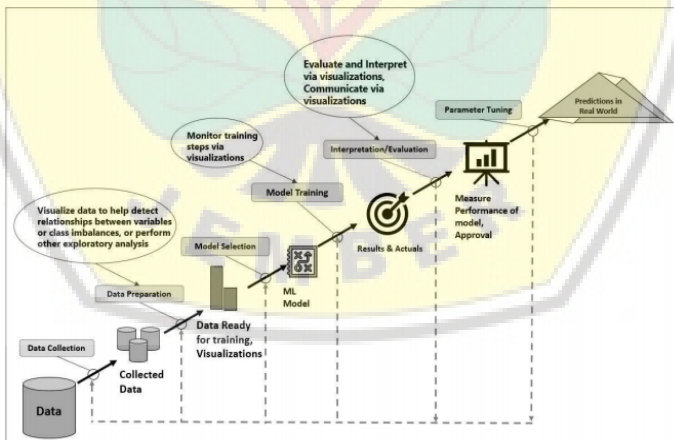 Evaluate and Interpret
via visualizations,
Communicate via
visualizations
Parameter Tuning
Predictions in
Real World
Monitor training
steps via
visualizations
Interpretation/Evaluation
Model Training
Measure
Performance of
model,
Approval
Visualize data to help detect
relationships between variables
or class imbalances, or perform
other exploratory analysis
Results & Actuals
Model Selection
ML
Model
Data Preparation
Data Ready
for training,
Visualizations
Data Collection
Collected
Data
Data